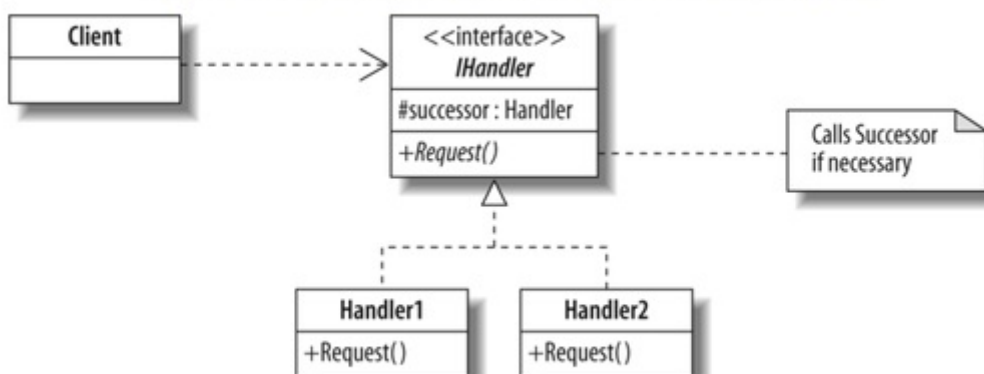 Client
<<interface>>
IHandler
#successor : Handler
+Request()
Calls Successor
if necessary
Handler1
+Request()
Handler2
+Request()